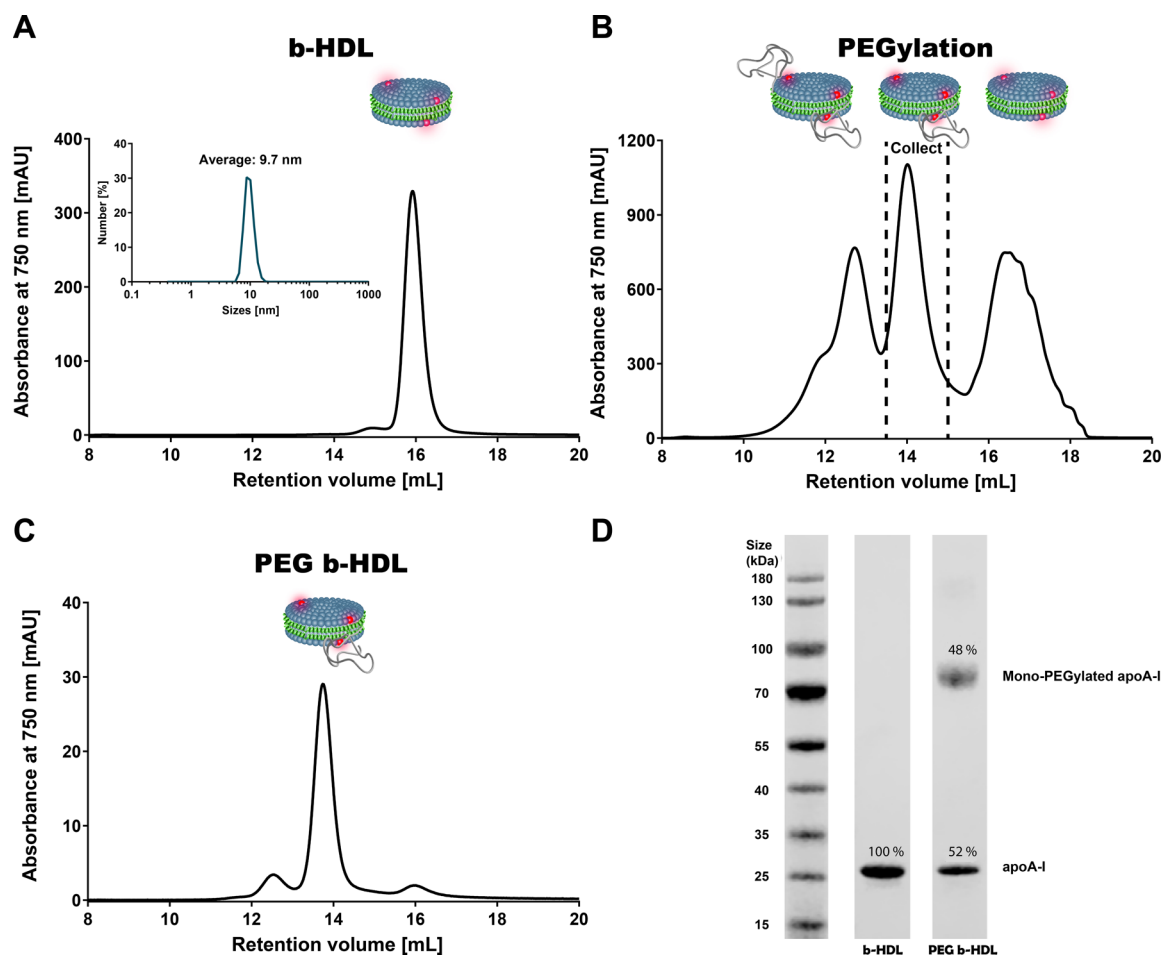 A
b-HDL
Absorbance at 750 nm [mAU]
400
300
200
100
0
8
10
12
14
16
18
20
Retention volume [mL]
Average: 9.7 nm
Number [%]
40
30
20
10
0
0.1
1
10
100
1000
Sizes [nm]
B
PEGylation
Collect
Absorbance at 750 nm [mAU]
1200
900
600
300
0
8
10
12
14
16
18
20
Retention volume [mL]
C
PEG b-HDL
Absorbance at 750 nm [mAU]
40
30
20
10
0
8
10
12
14
16
18
20
Retention volume [mL]
D
Size
(kDa)
180
130
100
70
55
40
35
25
15
100 %
48 %
52 %
Mono-PEGylated apoA-I
apoA-I
b-HDL
PEG b-HDL